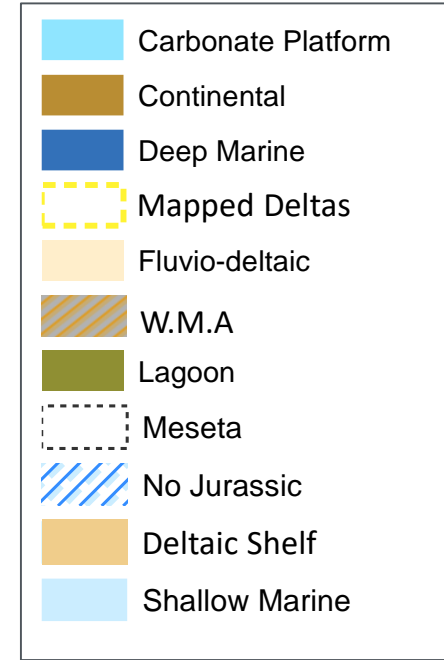 Carbonate Platform
Continental
Deep Marine
Mapped Deltas
Fluvio-deltaic
W.M.A
Lagoon
Meseta
No Jurassic
Deltaic Shelf
Shallow Marine